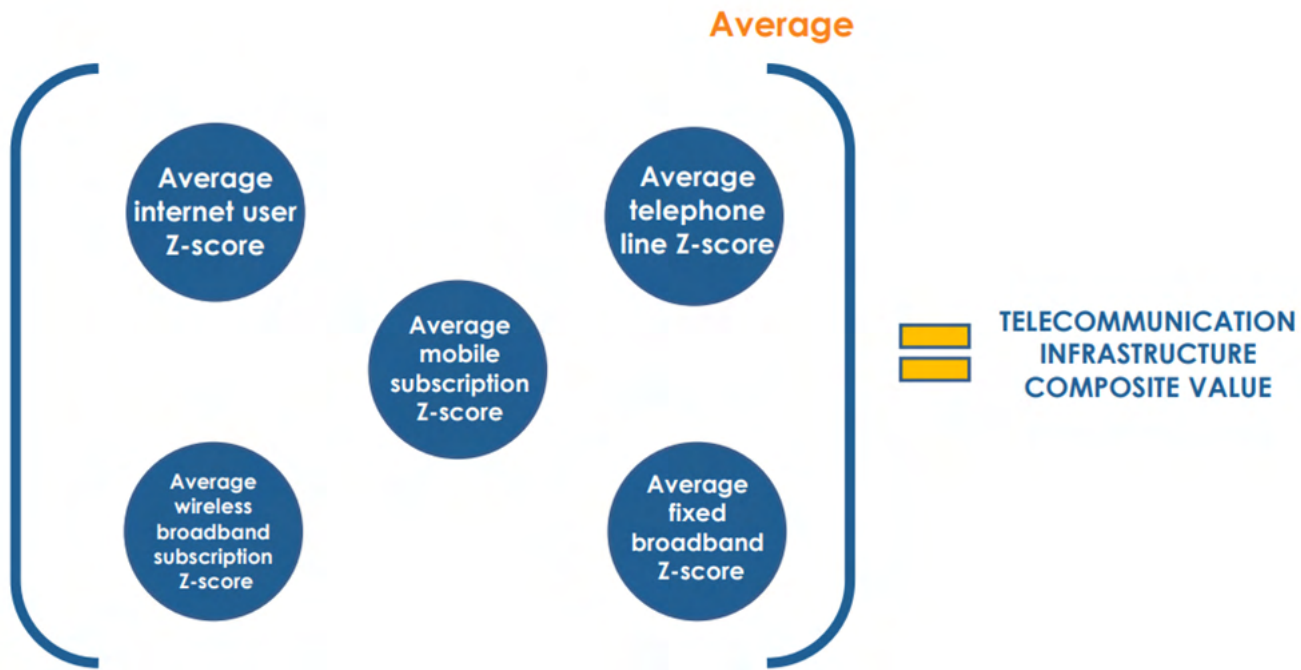 Average
Average
internet user
Z-score
Average
telephone
line Z-score
Average
mobile
subscription
Z-score
Average
wireless
broadband
subscription
Z-score
Average
fixed
broadband
Z-score
TELECOMMUNICATION
INFRASTRUCTURE
COMPOSITE VALUE